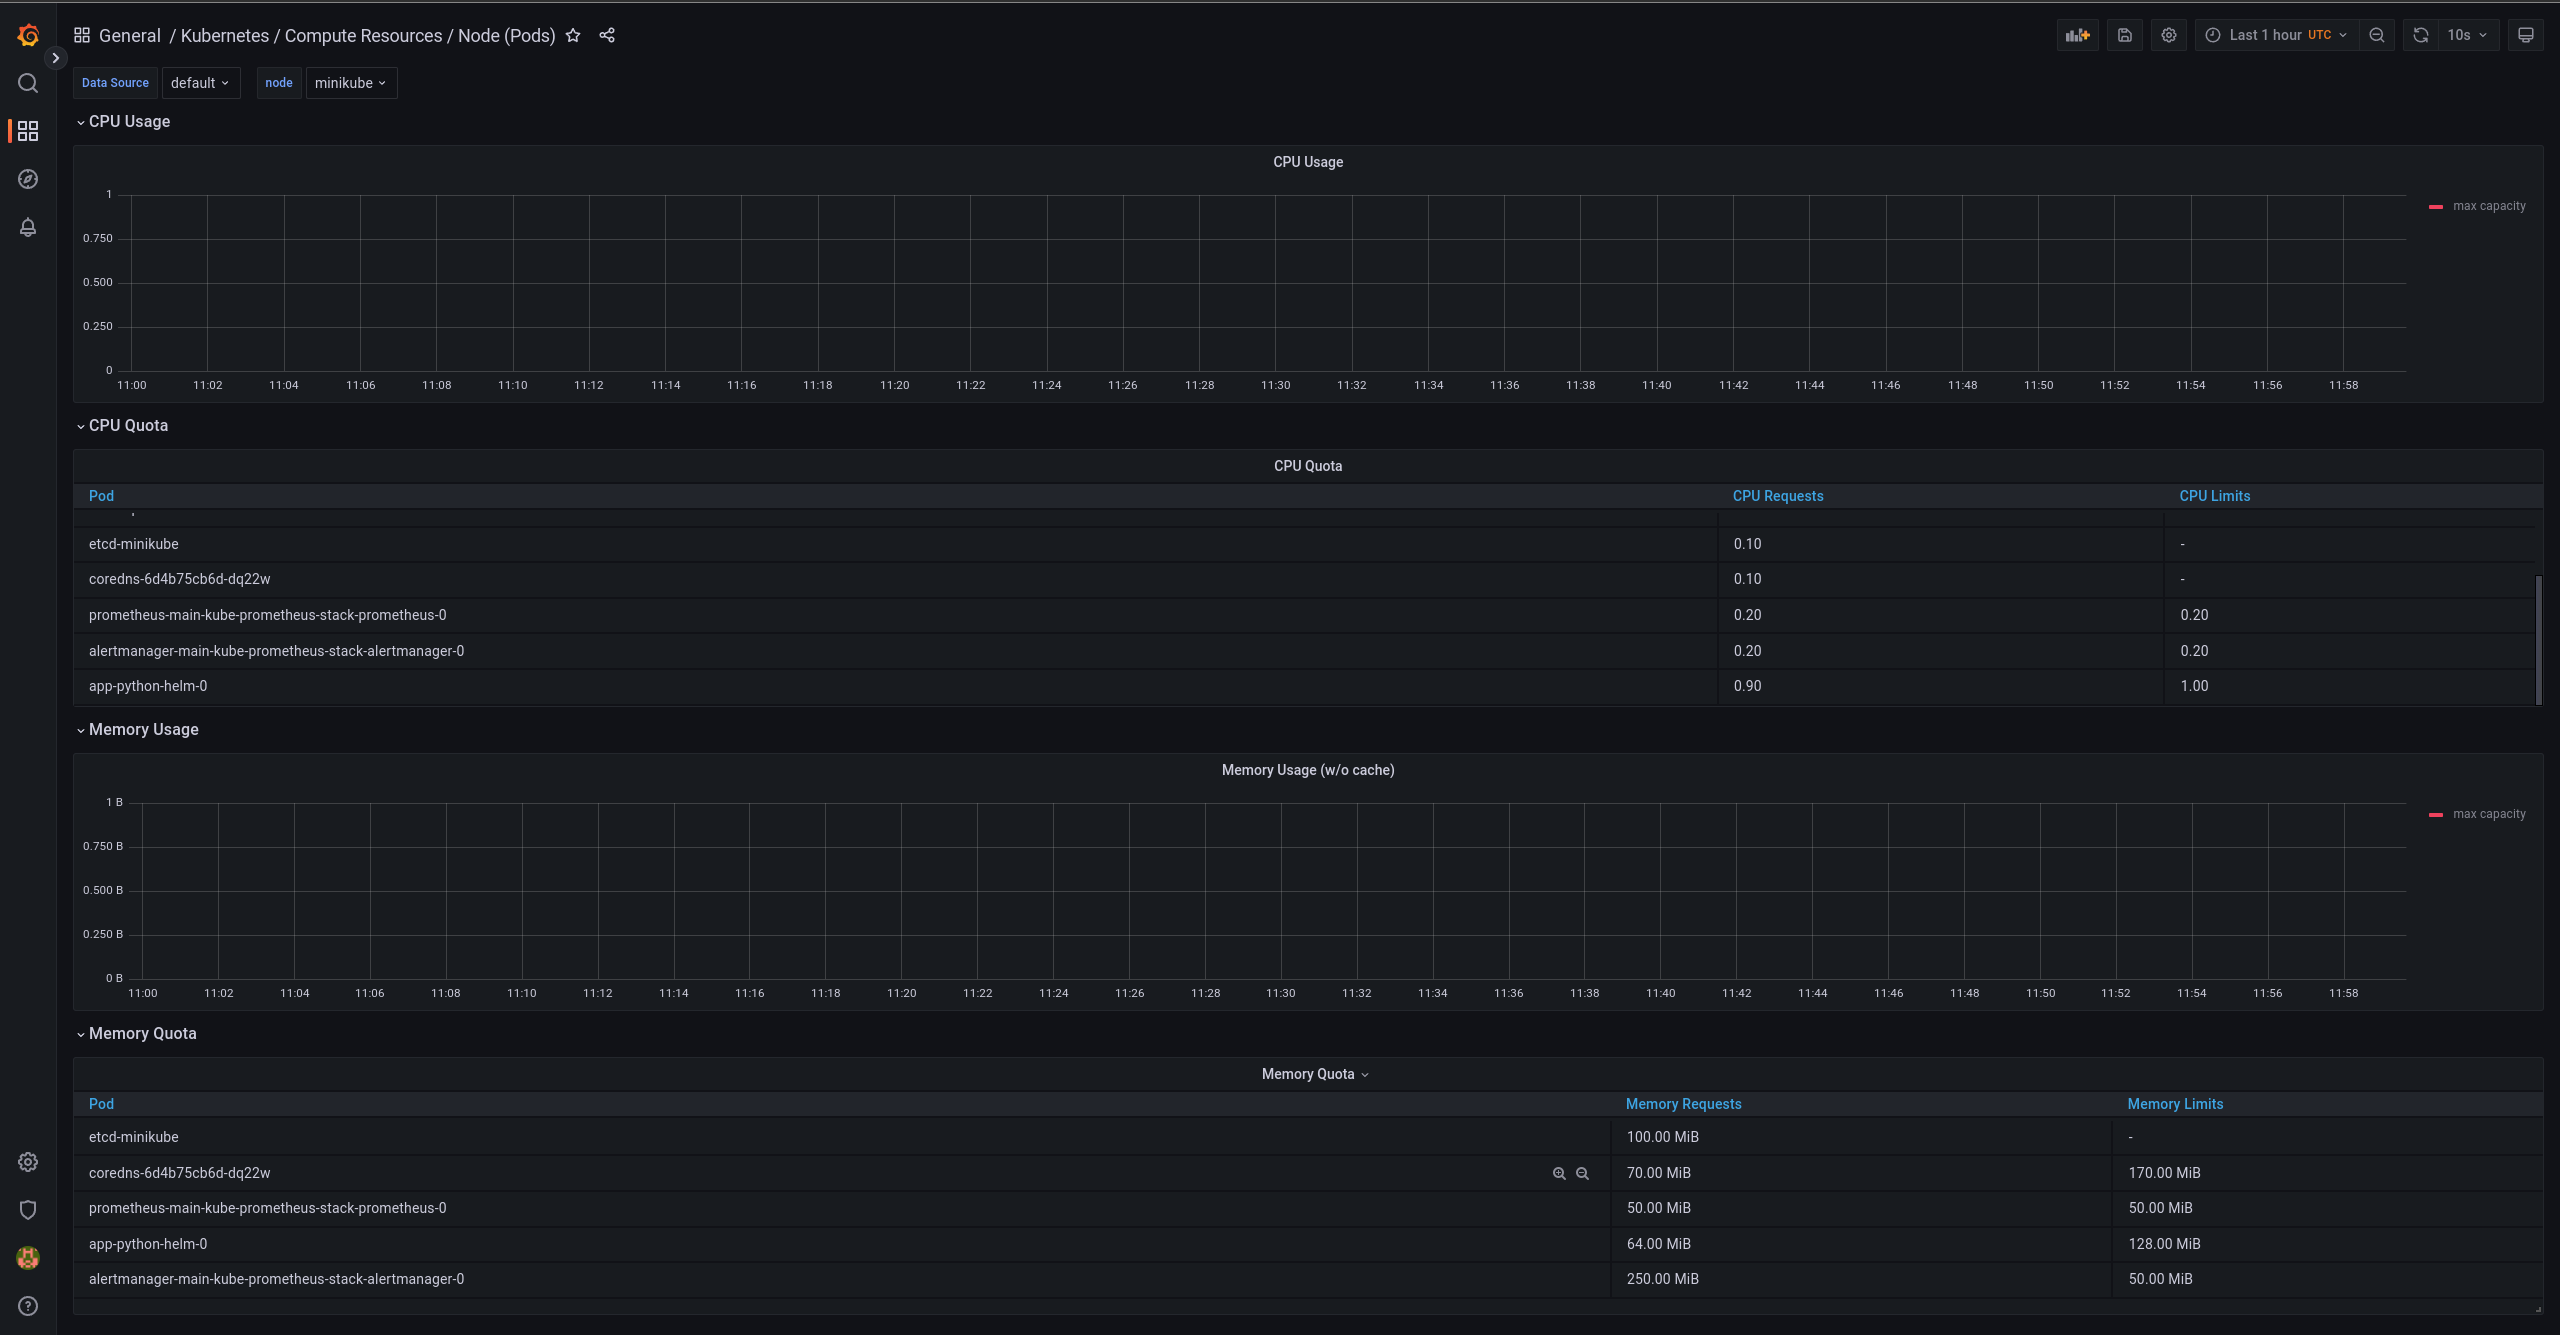 General / Kubernetes / Compute Resources / Node (Pods)
Last 1 hour UTC
10s
Data Source default node minikube
CPU Usage
CPU Usage
1
0.750
0.500
0.250
0
max capacity
11:00 11:02 11:04 11:06 11:08 11:10 11:12 11:14 11:16 11:18 11:20 11:22 11:24 11:26 11:28 11:30 11:32 11:34 11:36 11:38 11:40 11:42 11:44 11:46 11:48 11:50 11:52 11:54 11:56 11:58
CPU Quota
CPU Quota
Pod CPU Requests CPU Limits
etcd-minikube 0.10 -
coredns-6d4b75cb6d-dq22w 0.10 -
prometheus-main-kube-prometheus-stack-prometheus-0 0.20 0.20
alertmanager-main-kube-prometheus-stack-alertmanager-0 0.20 0.20
app-python-helm-0 0.90 1.00
Memory Usage
Memory Usage (w/o cache)
1 B
0.750 B
0.500 B
0.250 B
0 B
max capacity
11:00 11:02 11:04 11:06 11:08 11:10 11:12 11:14 11:16 11:18 11:20 11:22 11:24 11:26 11:28 11:30 11:32 11:34 11:36 11:38 11:40 11:42 11:44 11:46 11:48 11:50 11:52 11:54 11:56 11:58
Memory Quota
Memory Quota
Pod Memory Requests Memory Limits
etcd-minikube 100.00 MiB -
coredns-6d4b75cb6d-dq22w 70.00 MiB 170.00 MiB
prometheus-main-kube-prometheus-stack-prometheus-0 50.00 MiB 50.00 MiB
app-python-helm-0 64.00 MiB 128.00 MiB
alertmanager-main-kube-prometheus-stack-alertmanager-0 250.00 MiB 50.00 MiB